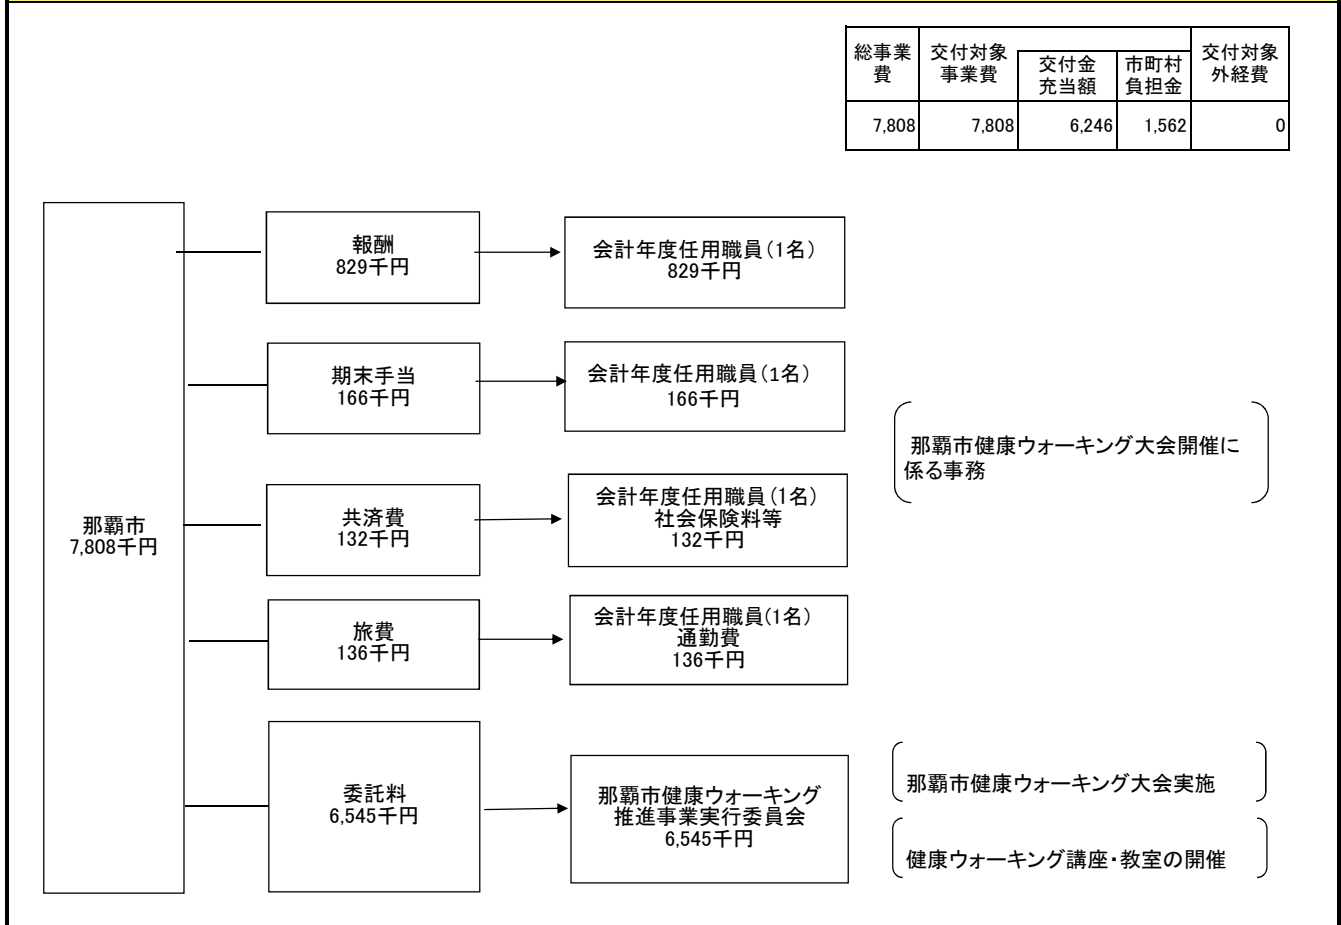 総事業
費
交付対象
事業費
交付金
充当額
市町村
負担金
交付対象
外経費
7,808
7,808
6,246
1,562
0
那覇市
7,808千円
報酬
829千円
会計年度任用職員(1名)
829千円
期末手当
166千円
会計年度任用職員(1名)
166千円
共済費
132千円
会計年度任用職員(1名)
社会保険料等
132千円
旅費
136千円
会計年度任用職員(1名)
通勤費
136千円
委託料
6,545千円
那覇市健康ウォーキング
推進事業実行委員会
6,545千円
那覇市健康ウォーキング大会開催に
係る事務
那覇市健康ウォーキング大会実施
健康ウォーキング講座・教室の開催